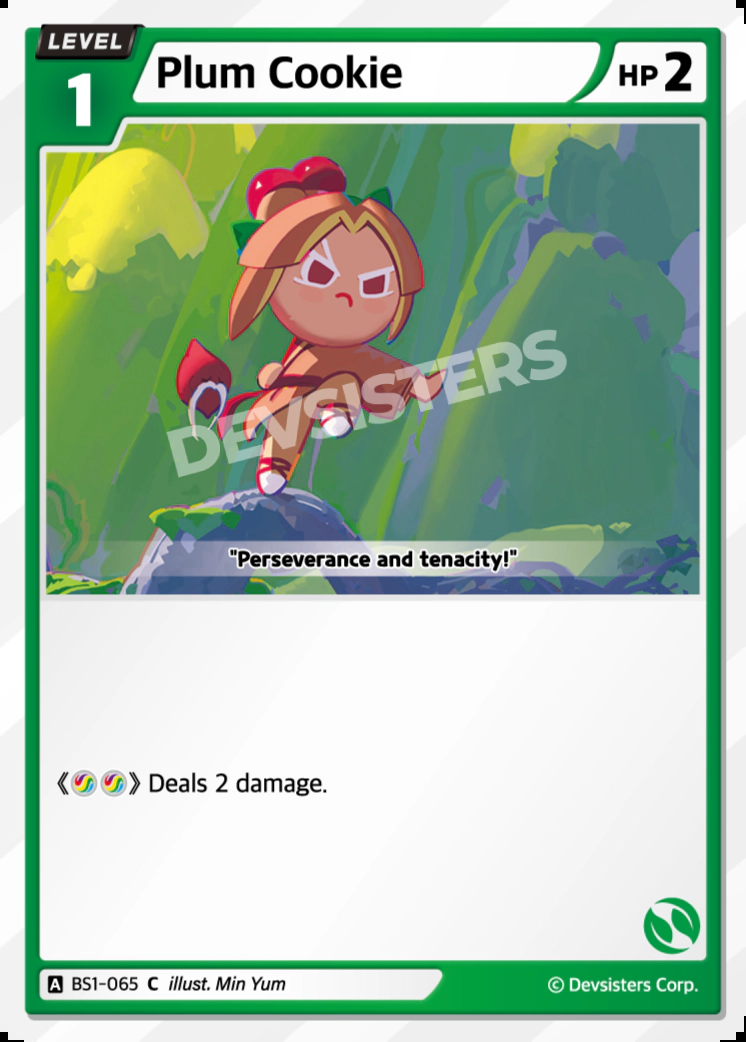 LEVEL
1
Plum Cookie
HP 2
DEVSISTERS
"Perseverance and tenacity!"
《》 Deals 2 damage.
A BS1-065 C illust. Min Yum
© Devsisters Corp.